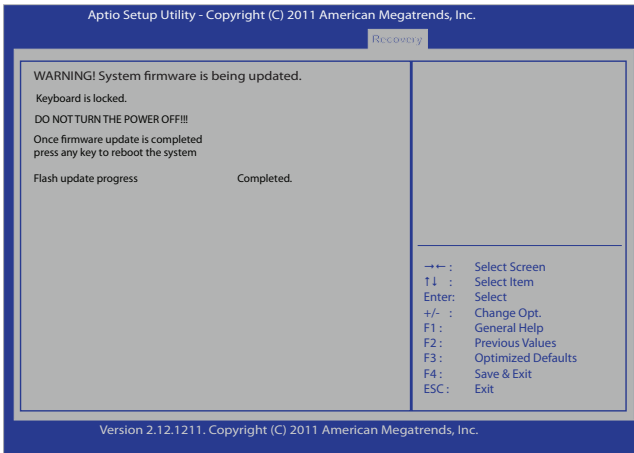 Aptio Setup Utility - Copyright (C) 2011 American Megatrends, Inc.
Recovery
WARNING! System firmware is being updated.
Keyboard is locked.
DO NOT TURN THE POWER OFF!!!
Once firmware update is completed
press any key to reboot the system
Flash update progress Completed.
→← : Select Screen
↑↓ : Select Item
Enter: Select
+/- : Change Opt.
F1 : General Help
F2 : Previous Values
F3 : Optimized Defaults
F4 : Save & Exit
ESC : Exit
Version 2.12.1211. Copyright (C) 2011 American Megatrends, Inc.